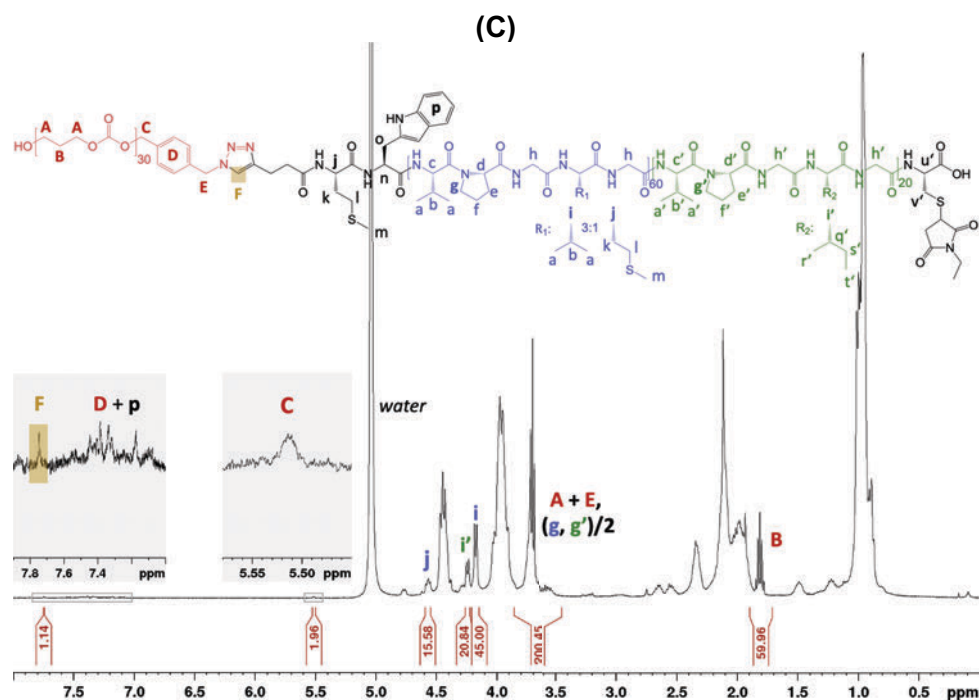 (C)
A A C
HO O O O 30
B
D
E
N=N
N
F
H N j O
k l
S m
O N H n O
HN p
o
H N c O N d O H N h O N H R₁ O H N h O 60
a b a
g f e
H N c' O N d' O H N h' O N H R₂ O H N h' O 20
a' b' a'
g' f' e'
H N u' O OH
v'
S
O N O
R₁: i 3:1 j
a b a
k l
S m
R₂: i'
q'
r' s'
t'
F
D + p
C
water
A + E,
(g, g')/2
j
i'
i
B
7.8 7.6 7.4 ppm
5.55 5.50 ppm
1.14
1.96
15.58
20.84
45.00
200.45
59.96
7.5 7.0 6.5 6.0 5.5 5.0 4.5 4.0 3.5 3.0 2.5 2.0 1.5 1.0 0.5 ppm